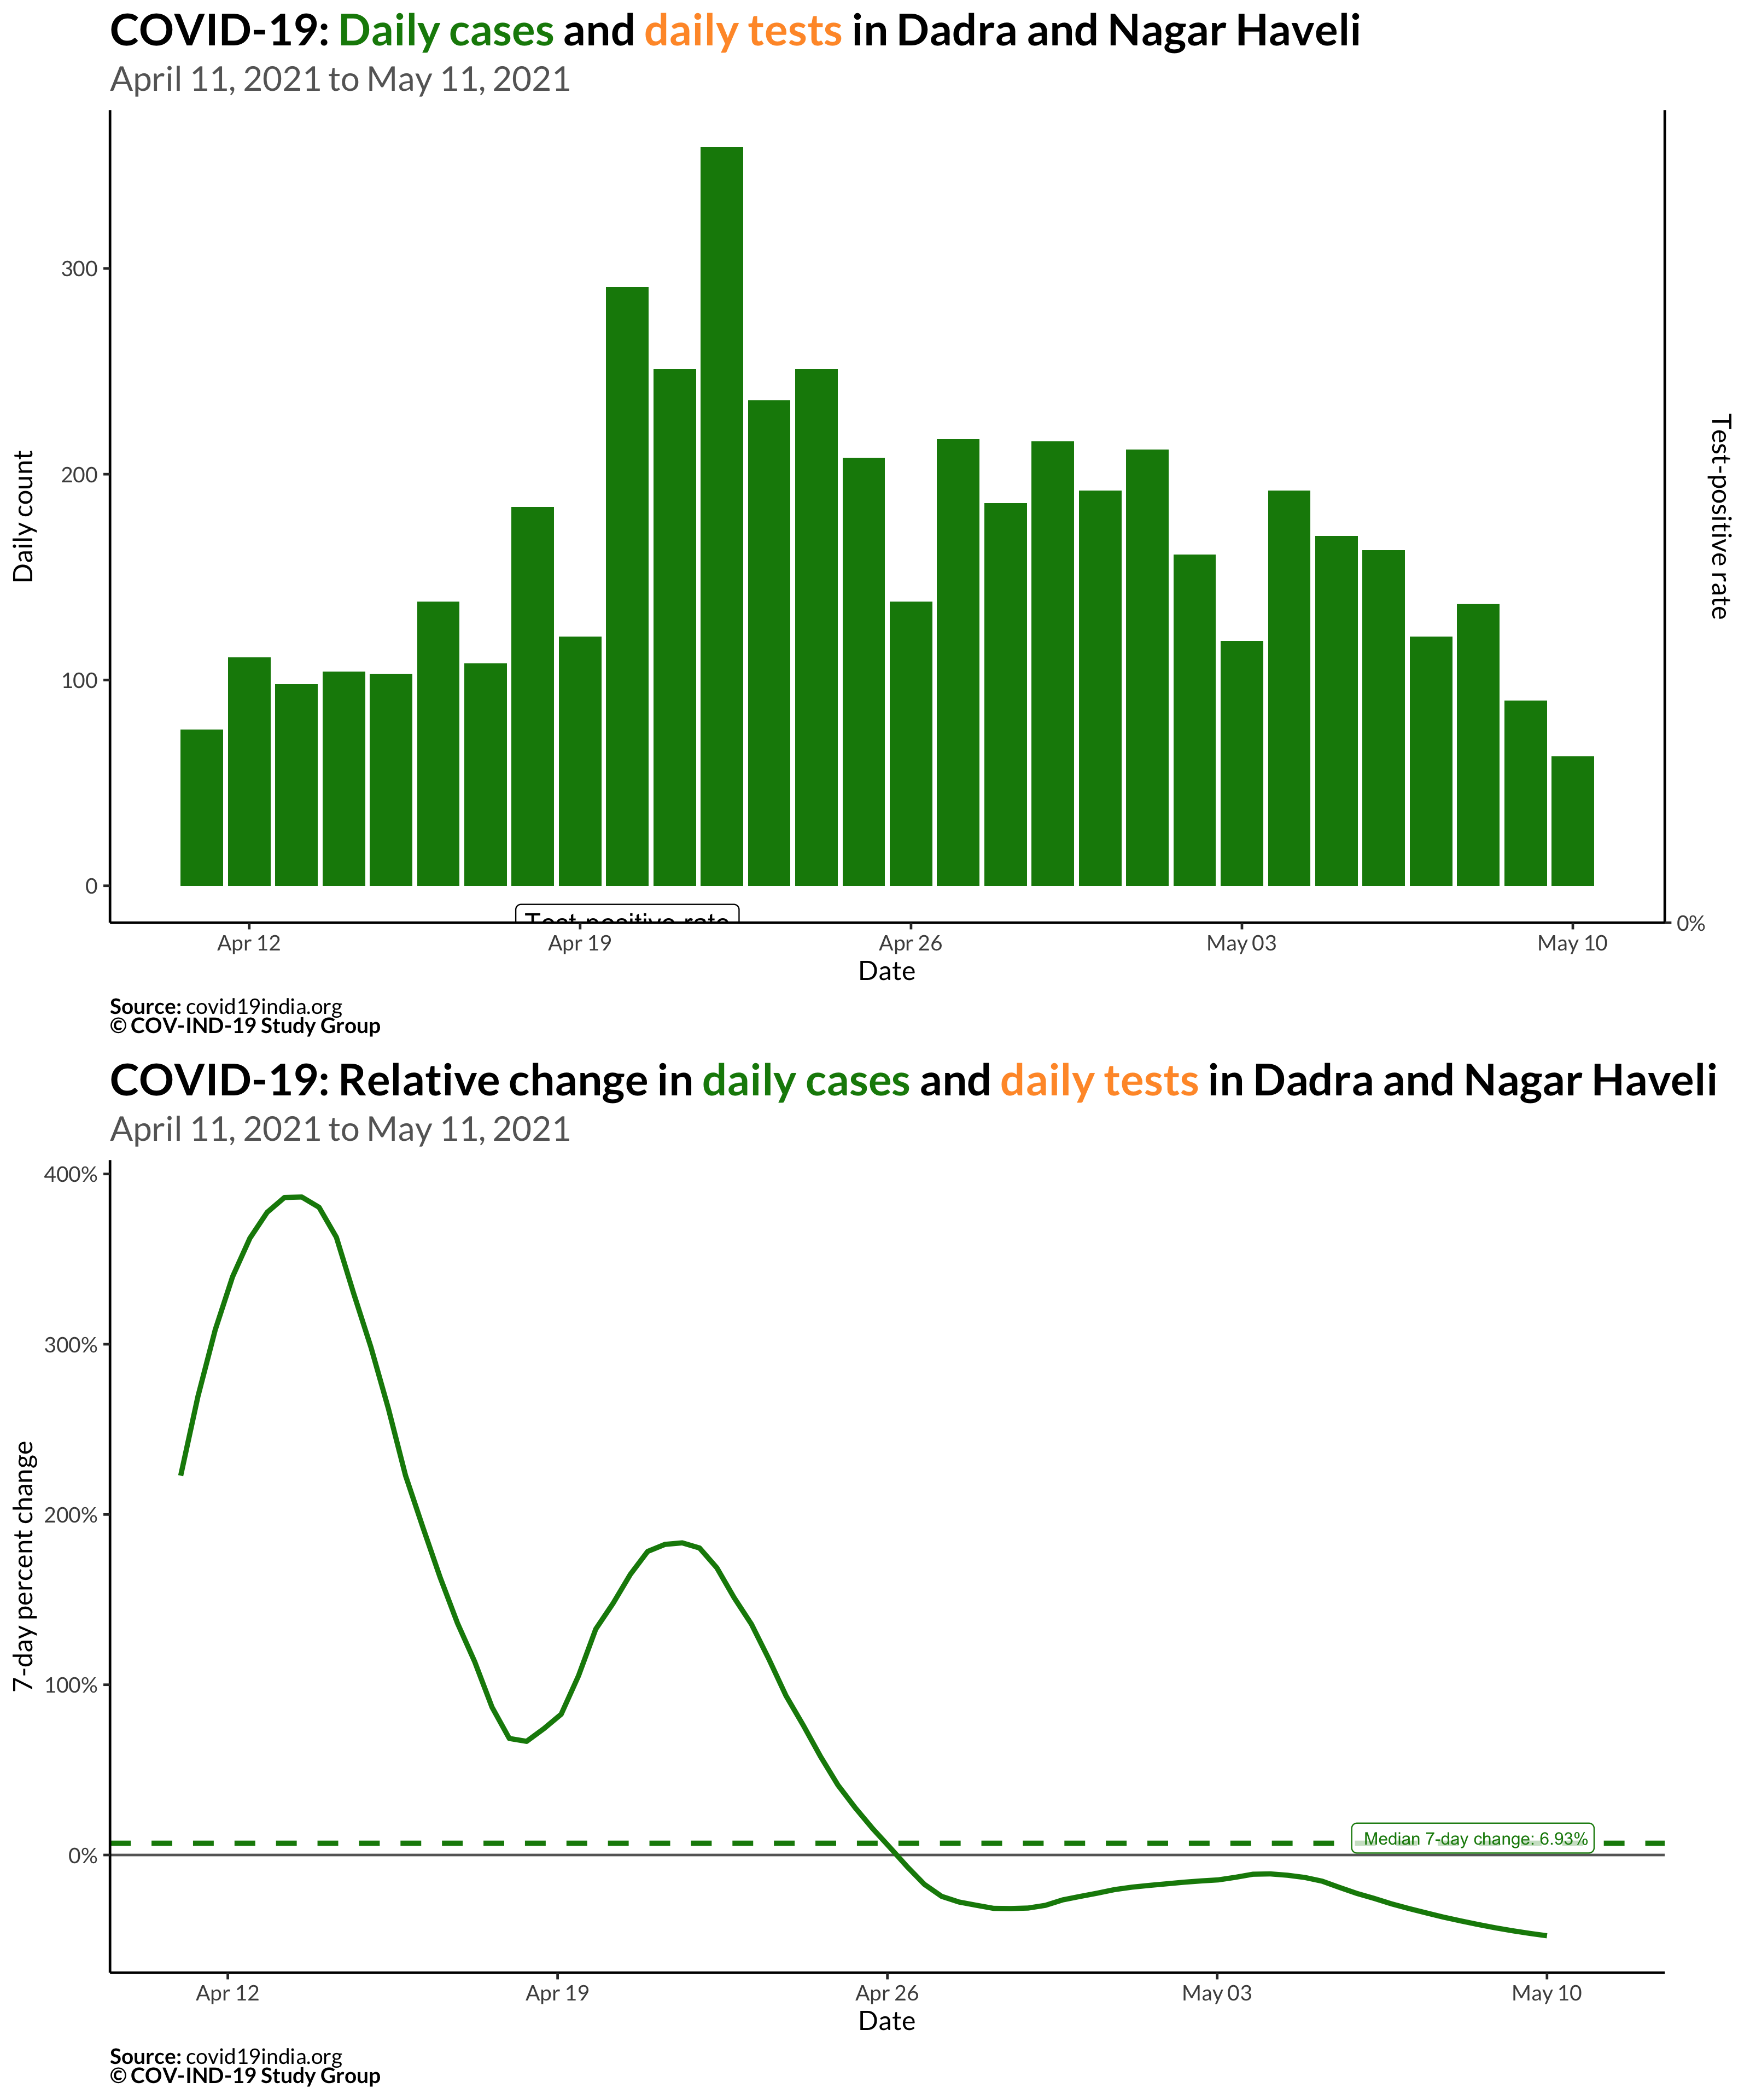 COVID-19: Daily cases and daily tests in Dadra and Nagar Haveli
April 11, 2021 to May 11, 2021
Daily count
300
200
100
0
Test-positive rate
Test-positive rate
0%
Apr 12
Apr 19
Apr 26
May 03
May 10
Date
Source: covid19india.org
© COV-IND-19 Study Group
COVID-19: Relative change in daily cases and daily tests in Dadra and Nagar Haveli
April 11, 2021 to May 11, 2021
7-day percent change
400%
300%
200%
100%
0%
Median 7-day change: 6.93%
Apr 12
Apr 19
Apr 26
May 03
May 10
Date
Source: covid19india.org
© COV-IND-19 Study Group